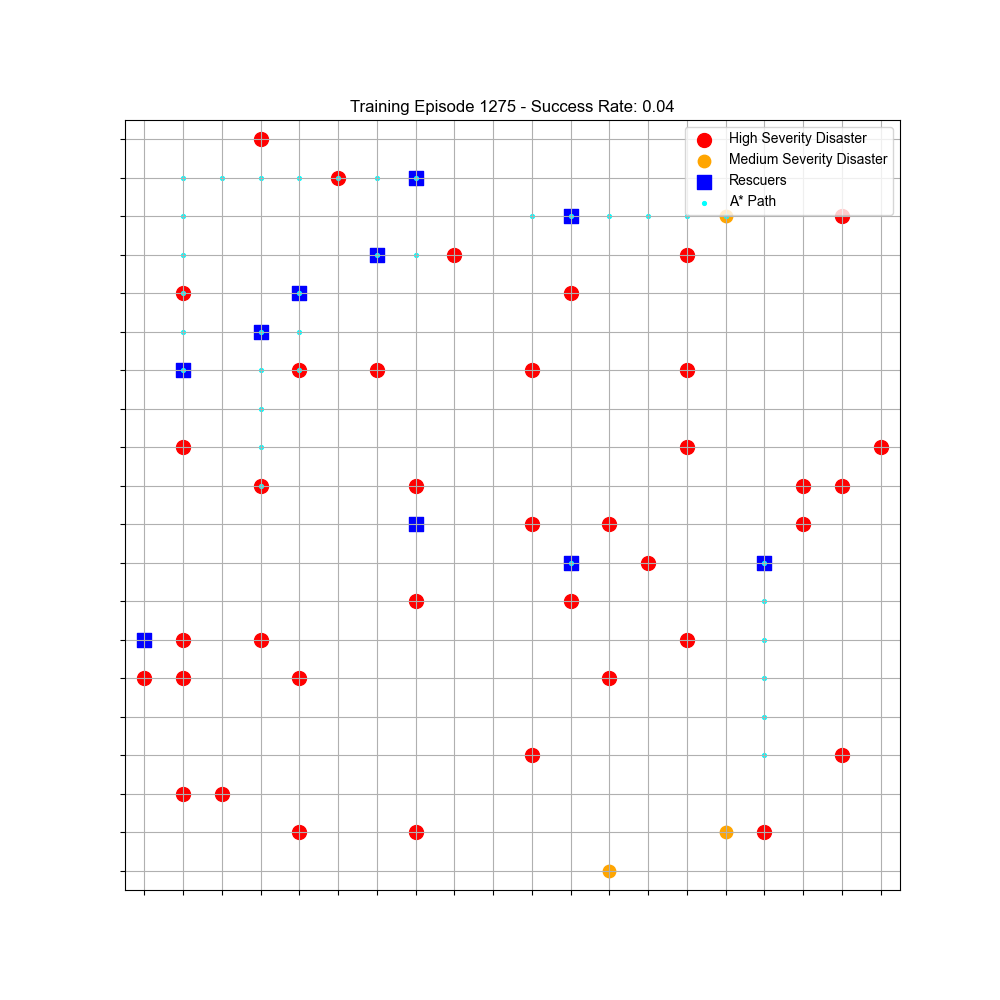 Training Episode 1275 - Success Rate: 0.04
High Severity Disaster
Medium Severity Disaster
Rescuers
A* Path